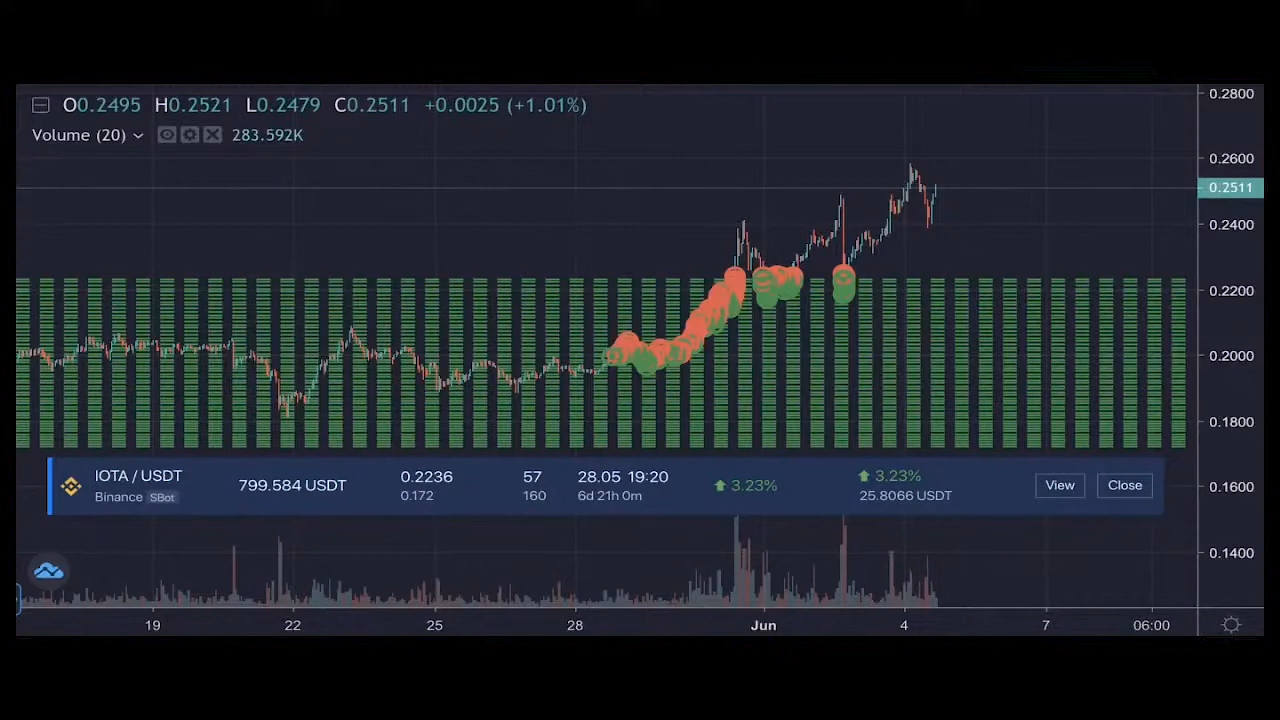 O0.2495 H0.2521 L0.2479 C0.2511 +0.0025 (+1.01%)
Volume (20) 283.592K
0.2800
0.2600
0.2511
0.2400
0.2200
0.2000
0.1800
0.1600
0.1400
IOTA / USDT 799.584 USDT 0.2236 57 28.05 19:20 3.23% 3.23% View Close
Binance SBot 0.172 160 6d 21h 0m 25.8066 USDT
19 22 25 28 Jun 4 7 06:00